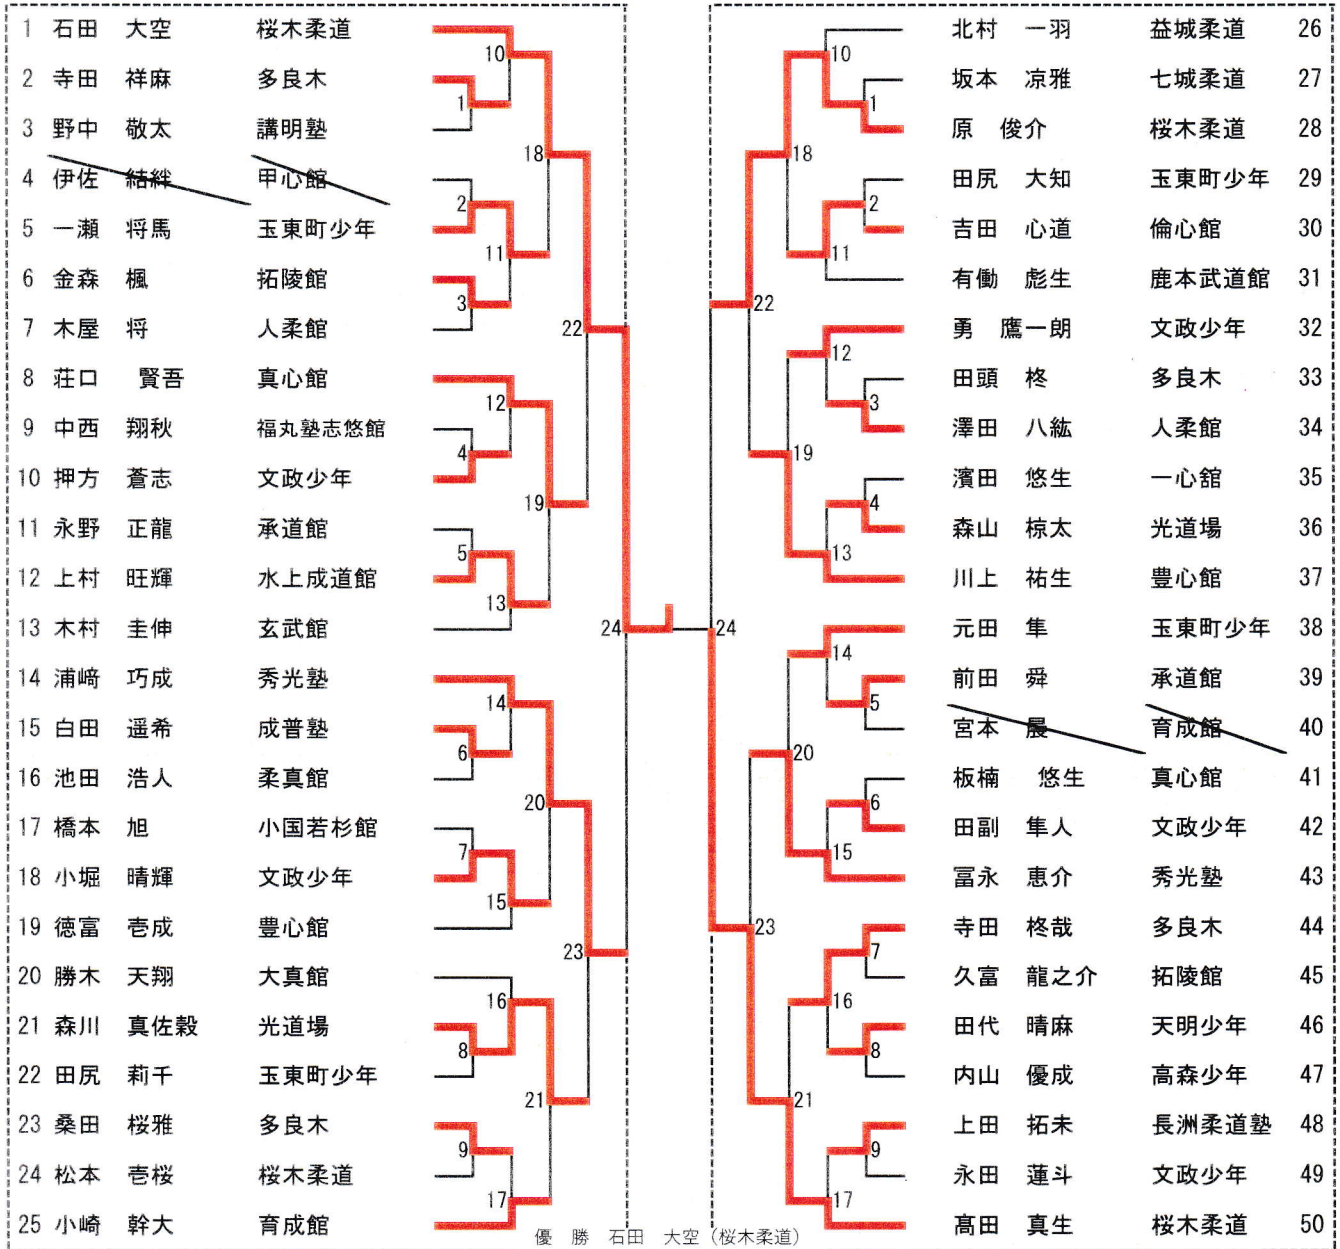 1 石田 大空 桜木柔道
2 寺田 祥麻 多良木
3 野中 敬太 講明塾
4 伊佐 結絆 甲心館
5 一瀬 将馬 玉東町少年
6 金森 楓 拓陵館
7 木屋 将 人柔館
8 荘口 賢吾 真心館
9 中西 翔秋 福丸塾志悠館
10 押方 蒼志 文政少年
11 永野 正龍 承道館
12 上村 旺輝 水上成道館
13 木村 圭伸 玄武館
14 浦﨑 巧成 秀光塾
15 白田 遥希 成普塾
16 池田 浩人 柔真館
17 橋本 旭 小国若杉館
18 小堀 晴輝 文政少年
19 徳富 壱成 豊心館
20 勝木 天翔 大真館
21 森川 真佐毅 光道場
22 田尻 莉千 玉東町少年
23 桑田 桜雅 多良木
24 松本 壱桜 桜木柔道
25 小崎 幹大 育成館
10
1
18
2
11
3
22
12
4
19
5
13
24
14
6
20
7
15
23
16
8
21
9
17
10
1
18
2
11
22
12
3
19
4
13
24
14
5
20
6
15
23
7
16
8
21
9
17
北村 一羽 益城柔道 26
坂本 凉雅 七城柔道 27
原 俊介 桜木柔道 28
田尻 大知 玉東町少年 29
吉田 心道 倫心館 30
有働 彪生 鹿本武道館 31
勇 鷹一朗 文政少年 32
田頭 柊 多良木 33
澤田 八紘 人柔館 34
濱田 悠生 一心舘 35
森山 椋太 光道場 36
川上 祐生 豊心館 37
元田 隼 玉東町少年 38
前田 舜 承道館 39
宮本 晨 育成館 40
板楠 悠生 真心館 41
田副 隼人 文政少年 42
冨永 恵介 秀光塾 43
寺田 柊哉 多良木 44
久富 龍之介 拓陵館 45
田代 晴麻 天明少年 46
内山 優成 高森少年 47
上田 拓未 長洲柔道塾 48
永田 蓮斗 文政少年 49
髙田 真生 桜木柔道 50
優 勝 石田 大空（桜木柔道）